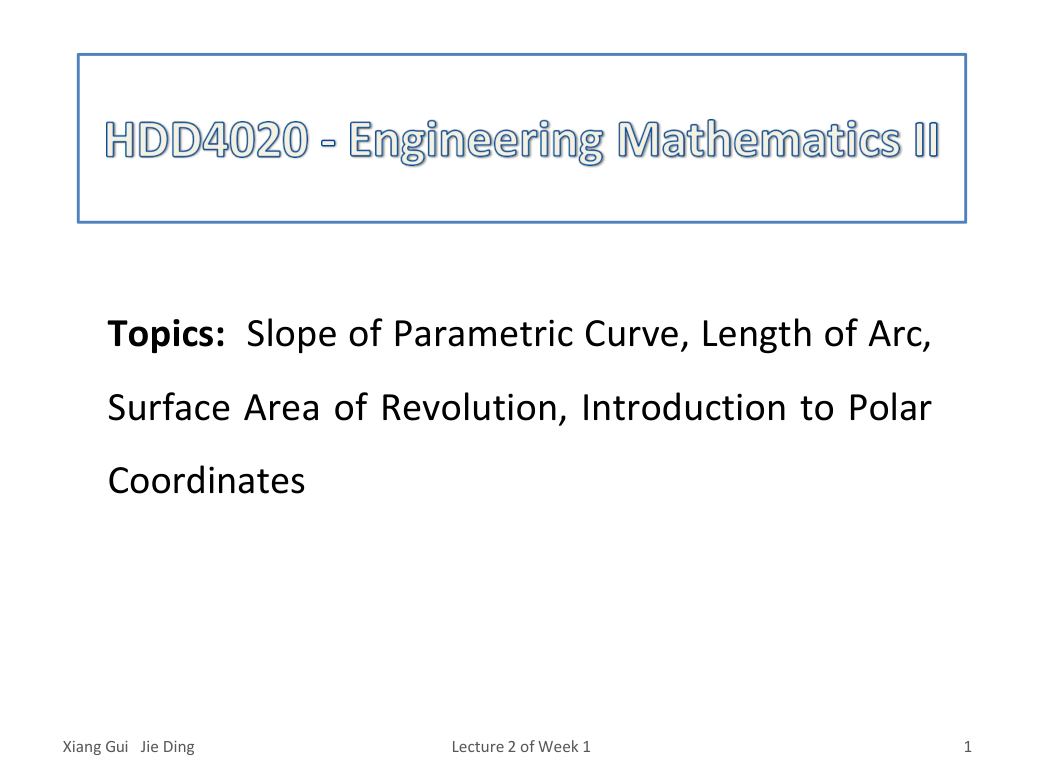 HDD4020 - Engineering Mathematics II
Topics: Slope of Parametric Curve, Length of Arc,
Surface Area of Revolution, Introduction to Polar
Coordinates
Xiang Gui Jie Ding
Lecture 2 of Week 1
1